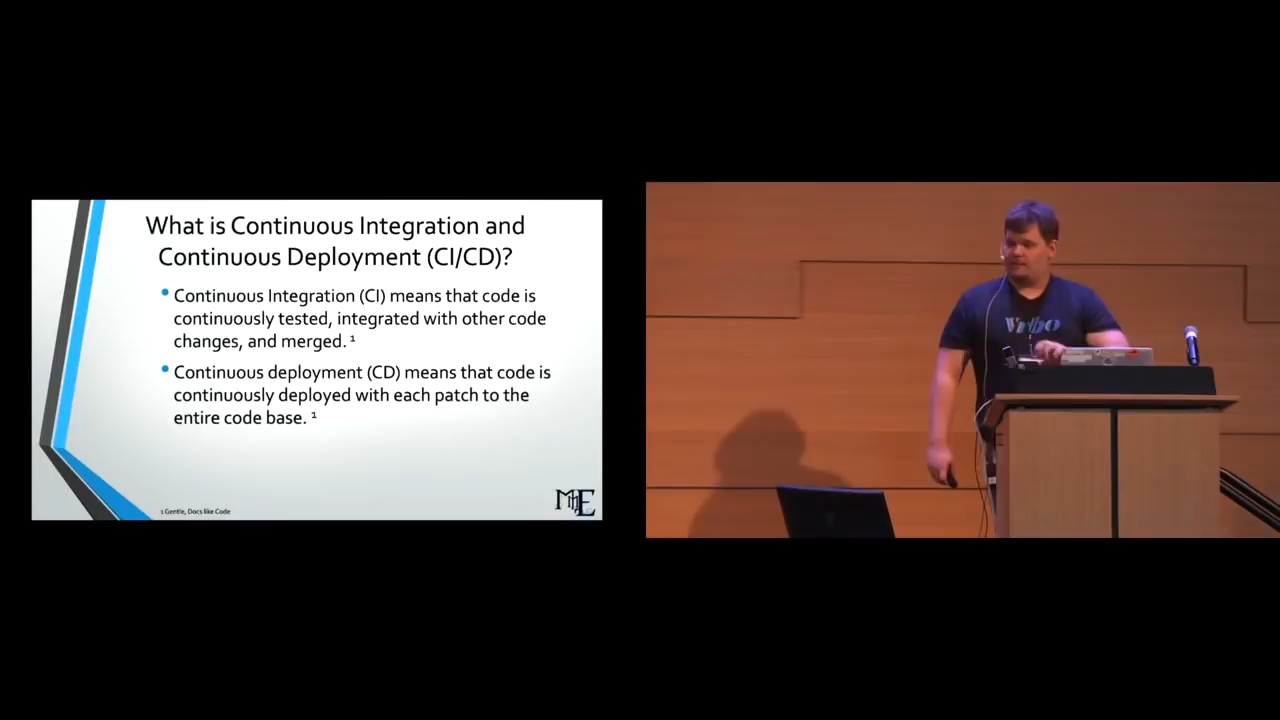 What is Continuous Integration and
Continuous Deployment (CI/CD)?
• Continuous Integration (CI) means that code is
continuously tested, integrated with other code
changes, and merged. ¹
• Continuous deployment (CD) means that code is
continuously deployed with each patch to the
entire code base. ¹
1 Gentle, Docs like Code
Vrbo